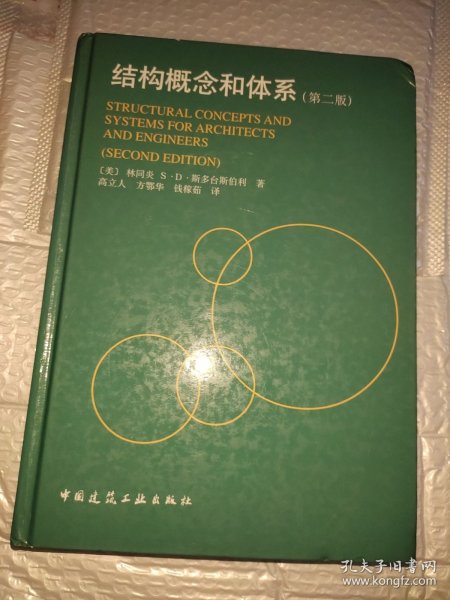 结构概念和体系(第二版)
STRUCTURAL CONCEPTS AND
SYSTEMS FOR ARCHITECTS
AND ENGINEERS
(SECOND EDITION)
〔美〕 林同炎 S·D·斯多台斯伯利 著
高立人 方鄂华 钱稼茹 译
中国建筑工业出版社
孔夫子旧书网
www.kongfz.com